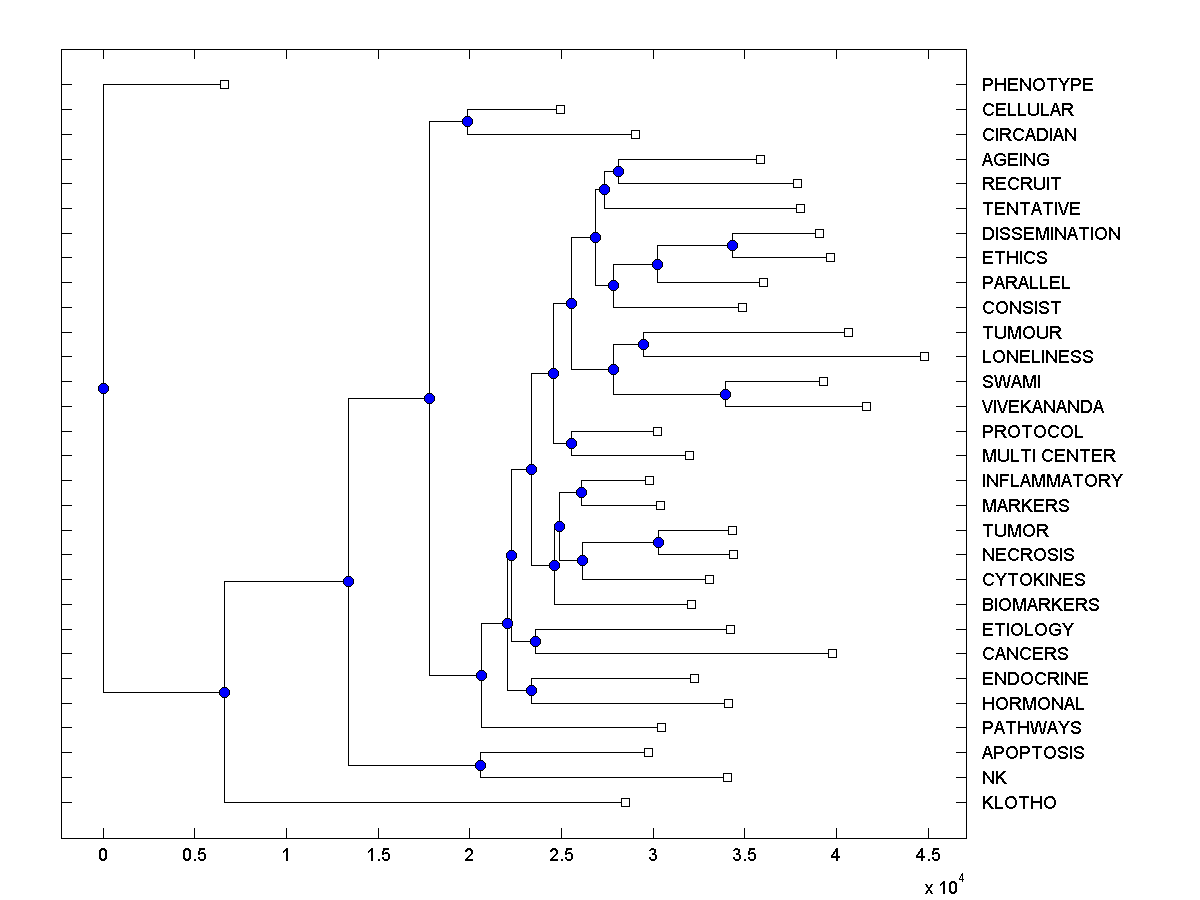 PHENOTYPE
CELLULAR
CIRCADIAN
AGEING
RECRUIT
TENTATIVE
DISSEMINATION
ETHICS
PARALLEL
CONSIST
TUMOUR
LONELINESS
SWAMI
VIVEKANANDA
PROTOCOL
MULTI CENTER
INFLAMMATORY
MARKERS
TUMOR
NECROSIS
CYTOKINES
BIOMARKERS
ETIOLOGY
CANCERS
ENDOCRINE
HORMONAL
PATHWAYS
APOPTOSIS
NK
KLOTHO
0 0.5 1 1.5 2 2.5 3 3.5 4 4.5
x 10^4